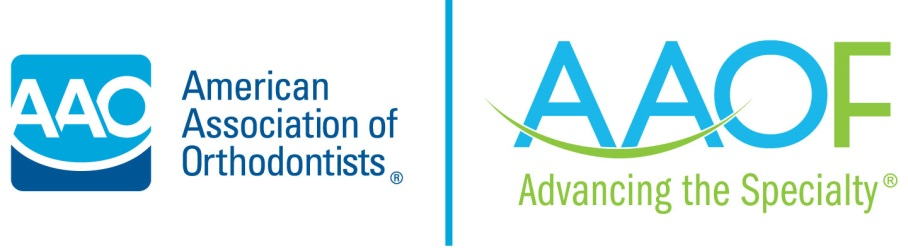 AAO
American
Association of
Orthodontists®
AAOF
Advancing the Specialty®